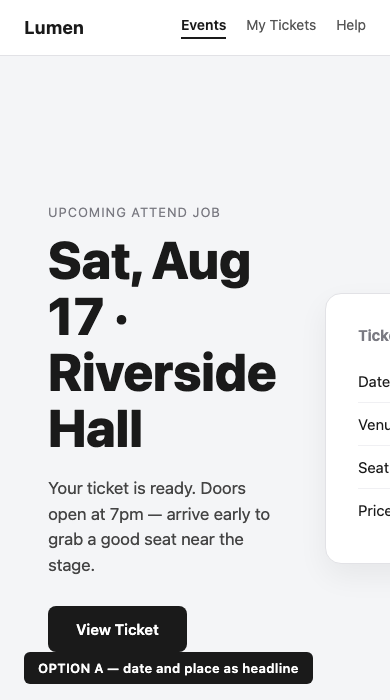 Lumen
Events My Tickets Help
UPCOMING ATTEND JOB
Sat, Aug
17 ·
Riverside
Hall
Your ticket is ready. Doors
open at 7pm — arrive early to
grab a good seat near the
stage.
View Ticket
Date
Seat
OPTION A — date and place as headline